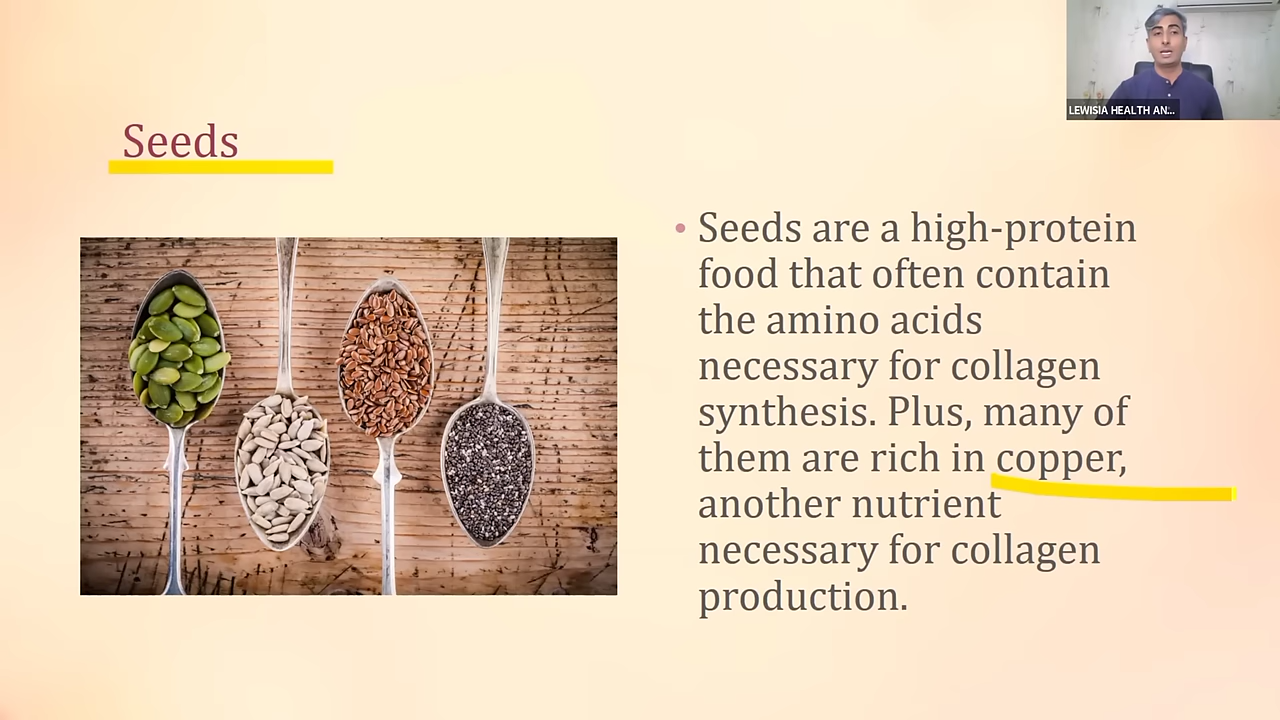 LEWISIA HEALTH AN...
Seeds
• Seeds are a high-protein
food that often contain
the amino acids
necessary for collagen
synthesis. Plus, many of
them are rich in copper,
another nutrient
necessary for collagen
production.